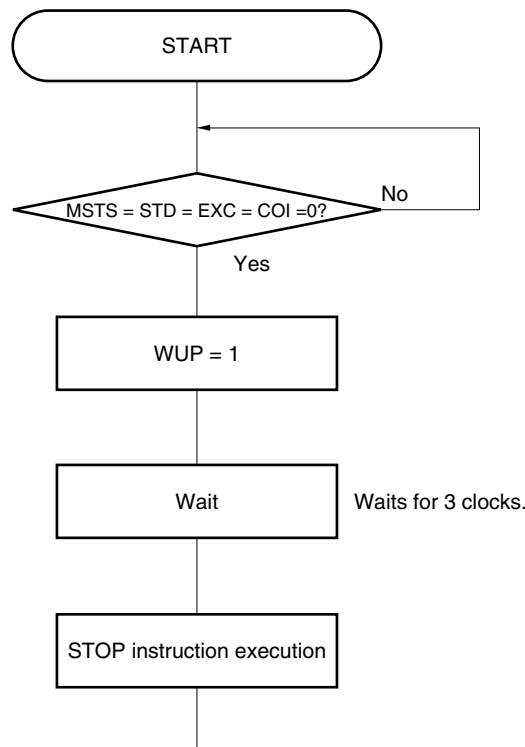 START
MSTS = STD = EXC = COI =0?
No
Yes
WUP = 1
Wait
Waits for 3 clocks.
STOP instruction execution